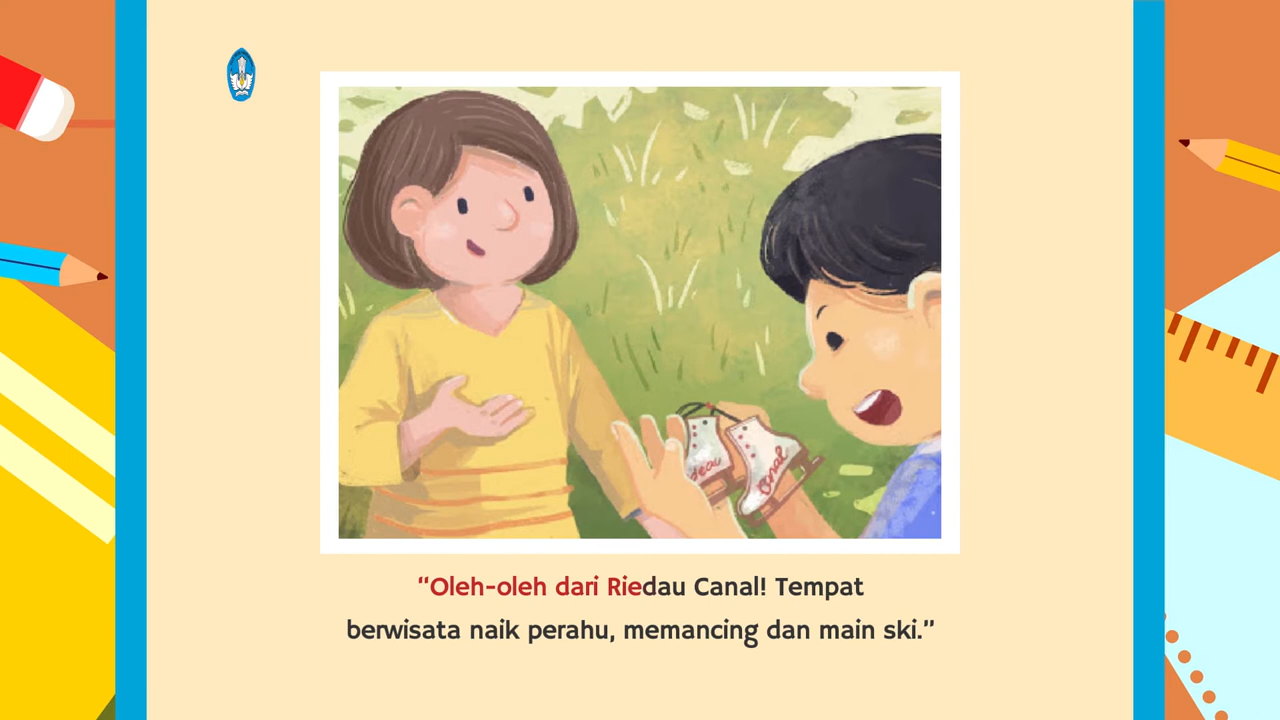 “Oleh-oleh dari Riedau Canal! Tempat
berwisata naik perahu, memancing dan main ski.”